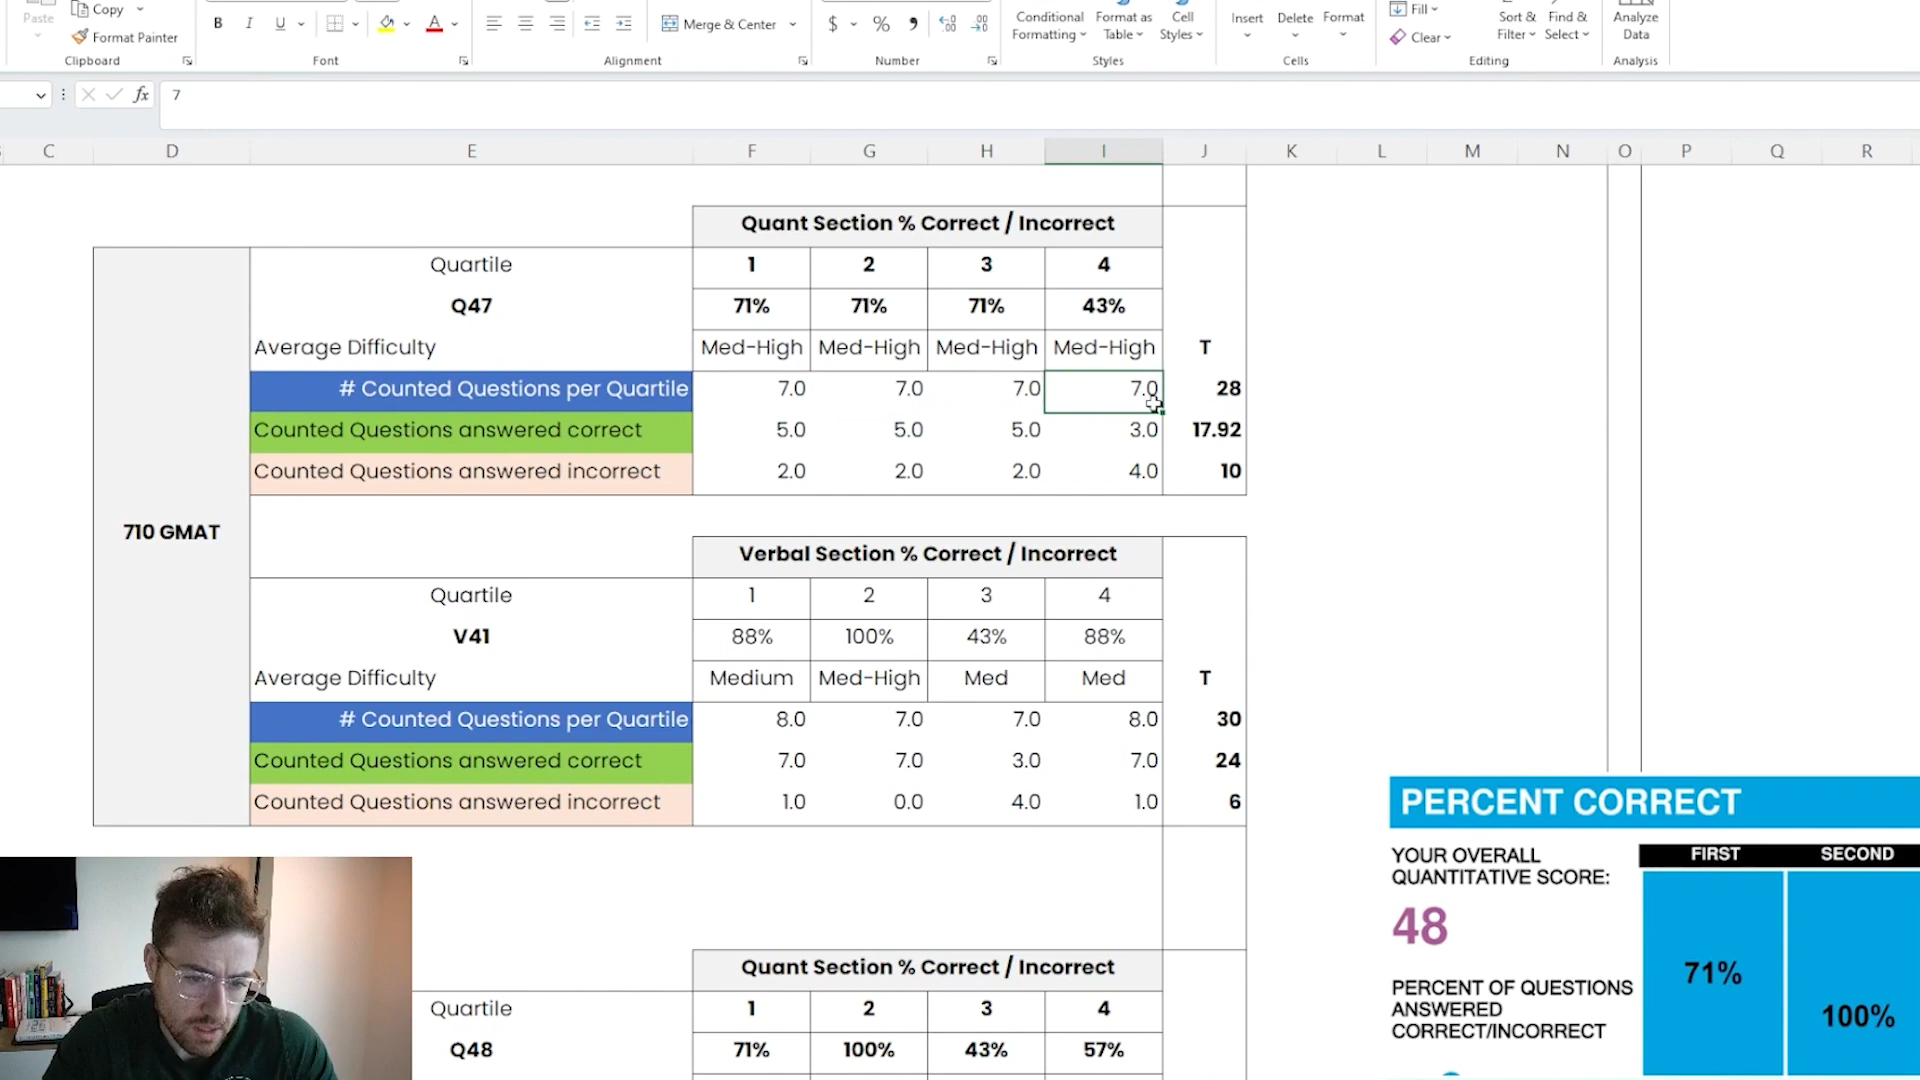 Paste Copy B I U A Merge & Center $ % Conditional Formatting Format as Table Cell Styles Insert Delete Format Fill Clear Sort & Filter Find & Select Analyze Data
Format Painter
Clipboard Font Alignment Number Styles Cells Editing Analysis
fx 7
C D E F G H I J K L M N O P Q R
Quant Section % Correct / Incorrect
Quartile 1 2 3 4
Q47 71% 71% 71% 43%
Average Difficulty Med-High Med-High Med-High Med-High T
# Counted Questions per Quartile 7.0 7.0 7.0 7.0 28
Counted Questions answered correct 5.0 5.0 5.0 3.0 17.92
Counted Questions answered incorrect 2.0 2.0 2.0 4.0 10
710 GMAT
Verbal Section % Correct / Incorrect
Quartile 1 2 3 4
V41 88% 100% 43% 88%
Average Difficulty Medium Med-High Med Med T
# Counted Questions per Quartile 8.0 7.0 7.0 8.0 30
Counted Questions answered correct 7.0 7.0 3.0 7.0 24
Counted Questions answered incorrect 1.0 0.0 4.0 1.0 6
Quant Section % Correct / Incorrect
Quartile 1 2 3 4
Q48 71% 100% 43% 57%
PERCENT CORRECT
YOUR OVERALL
QUANTITATIVE SCORE:
48
PERCENT OF QUESTIONS
ANSWERED
CORRECT/INCORRECT
FIRST SECOND
71%
100%